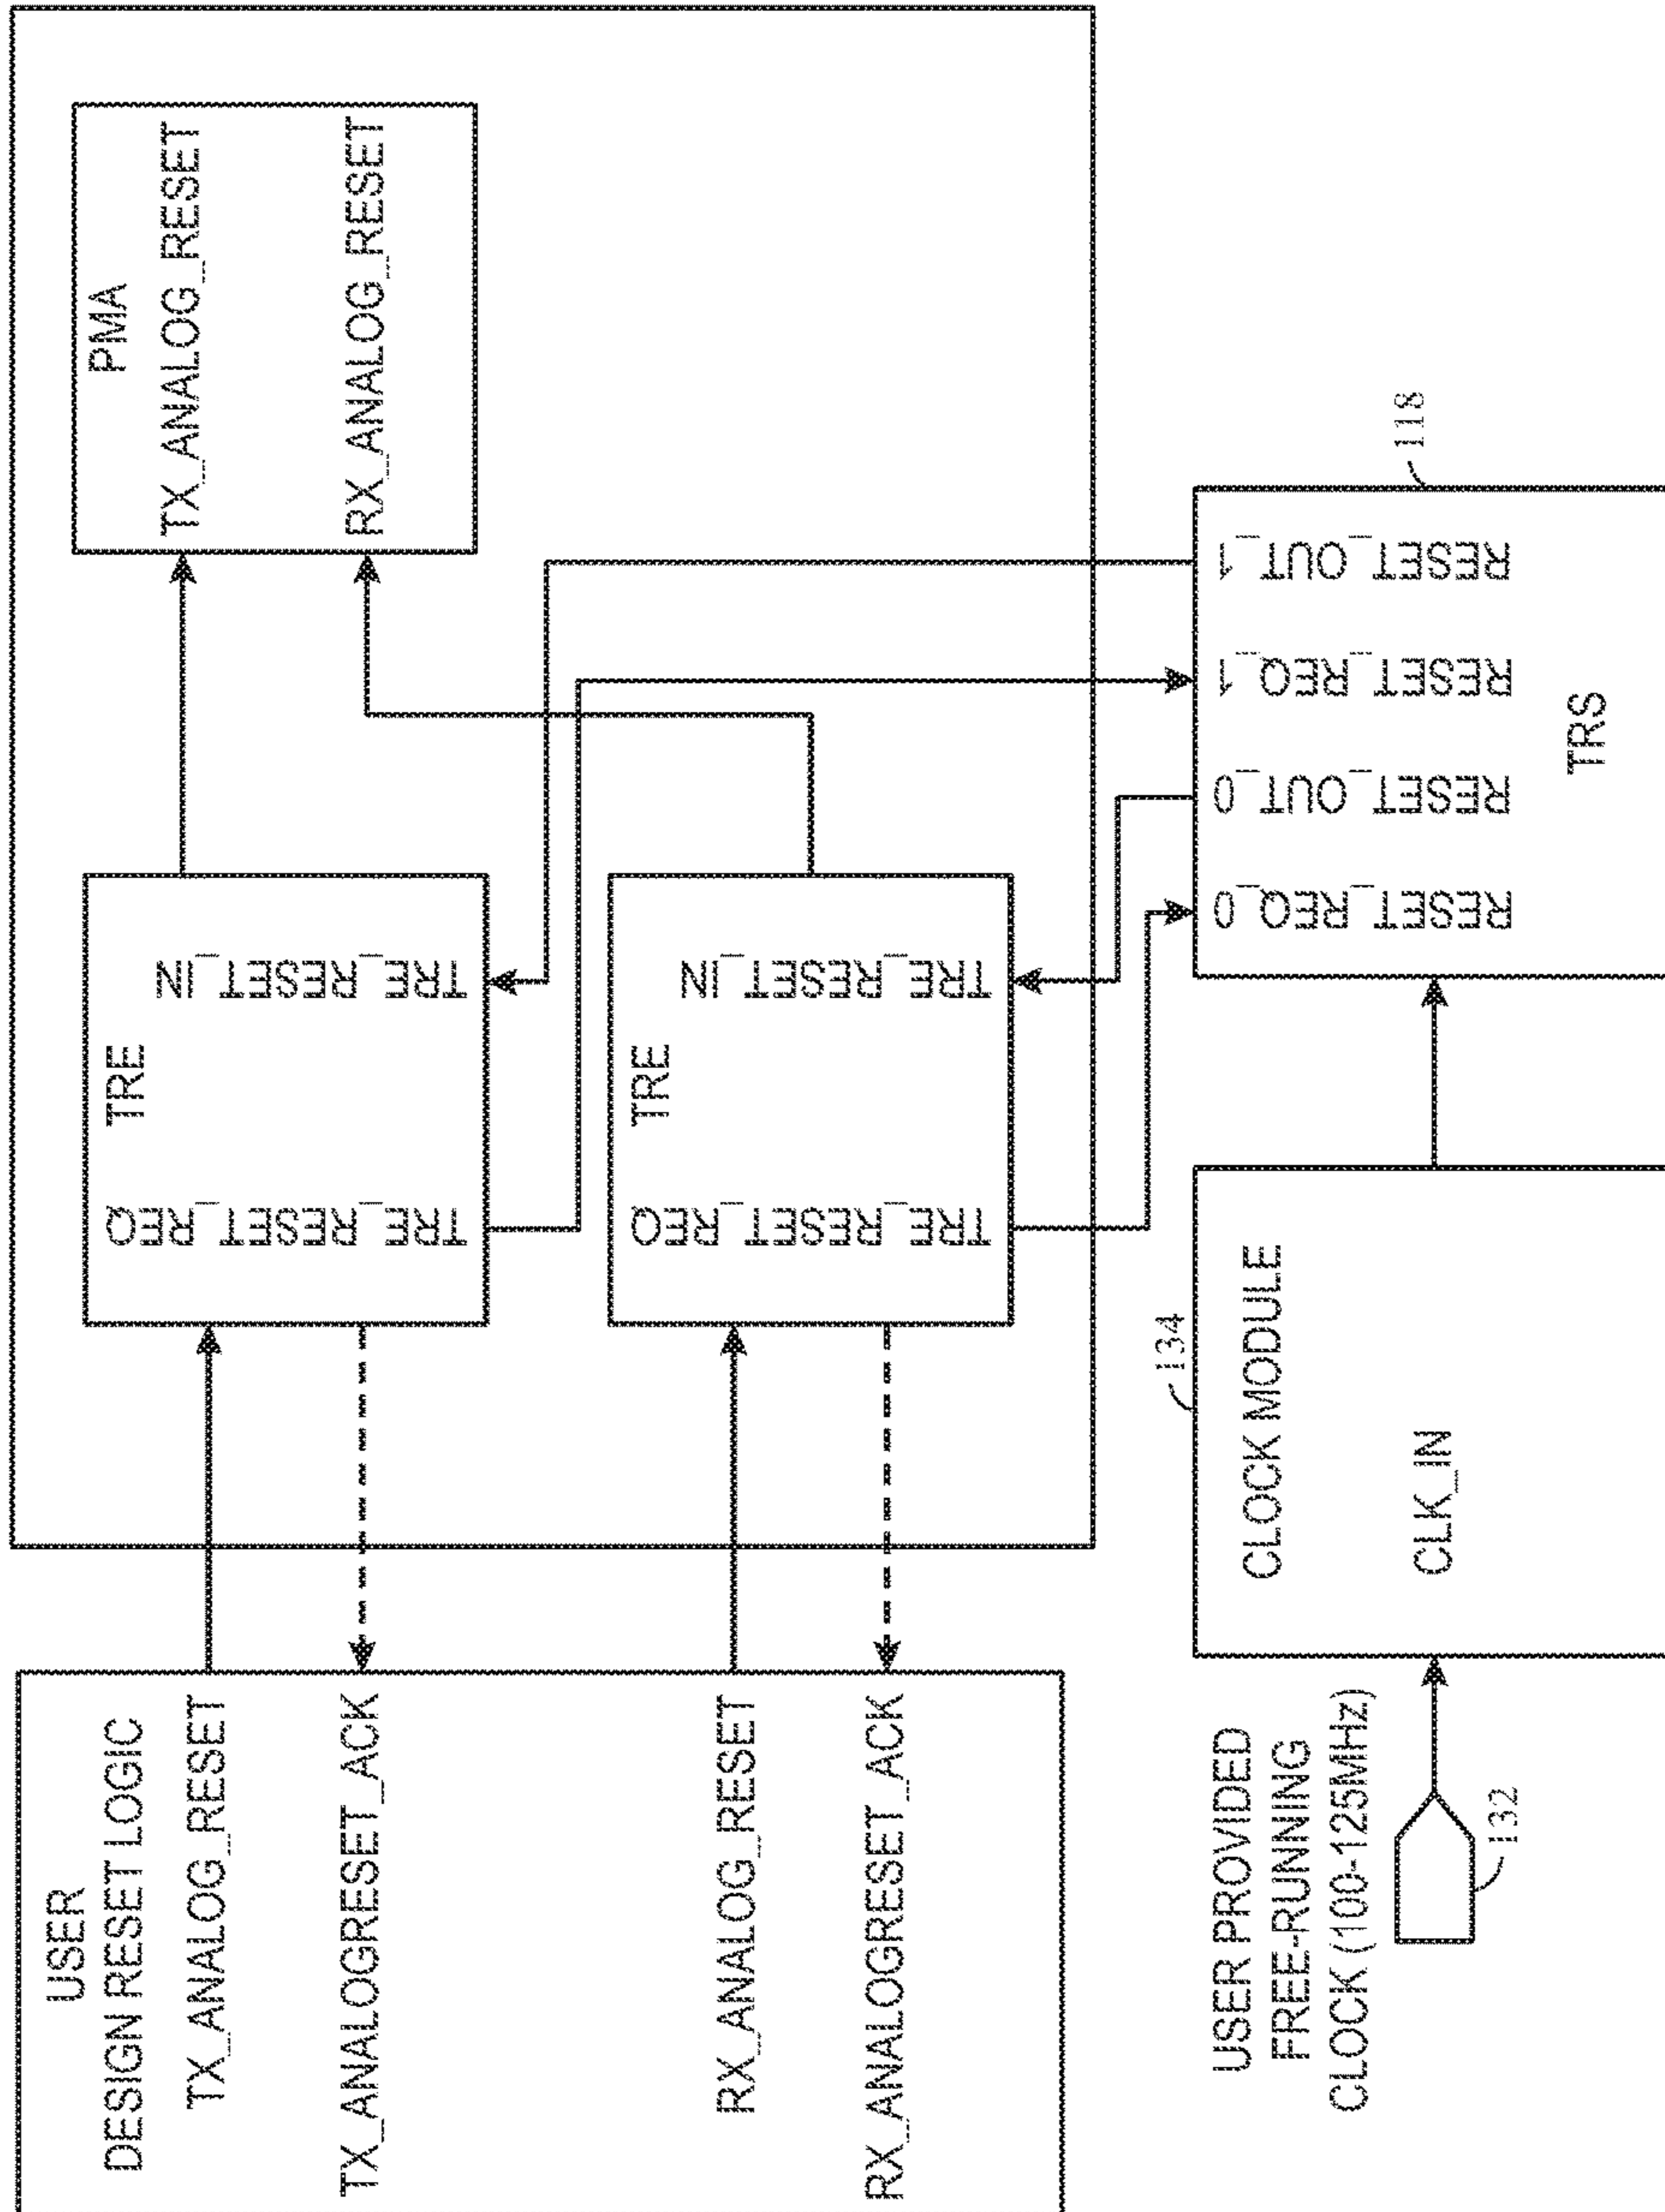 USER
DESIGN RESET LOGIC
TX_ANALOG_RESET
TX_ANALOGRESET_ACK
RX_ANALOG_RESET
RX_ANALOGRESET_ACK
TRE
TRE_RESET_REQ
TRE_RESET_IN
TRE
TRE_RESET_REQ
TRE_RESET_IN
PMA
TX_ANALOG_RESET
RX_ANALOG_RESET
USER PROVIDED
FREE-RUNNING
CLOCK (100-125MHz)
132
134
CLOCK MODULE
CLK_IN
118
RESET_REQ_0
RESET_OUT_0
RESET_REQ_1
RESET_OUT_1
TRS